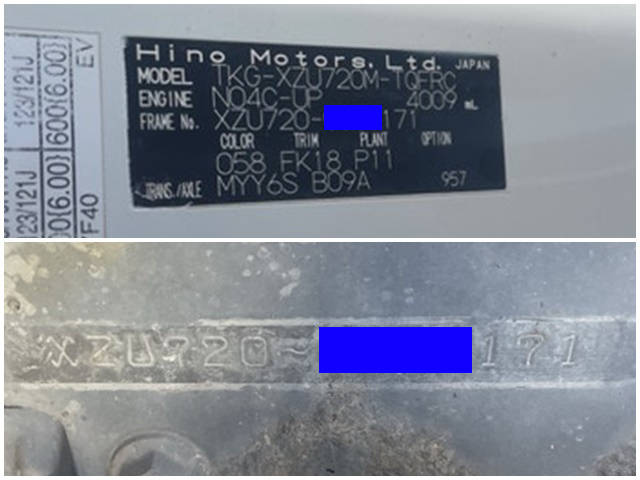 123/121J
600{6.00}
EV
23/121J
00{6.00}
F40
Hino Motors, Ltd. JAPAN
MODEL TKG-XZU720M-TQFRC
ENGINE N04C-UP 4009 mL
FRAME No. XZU720- 171
COLOR TRIM PLANT OPTION
058 FK18 P11
TRANS./AXLE MYY6S B09A 957
XZU720- 171